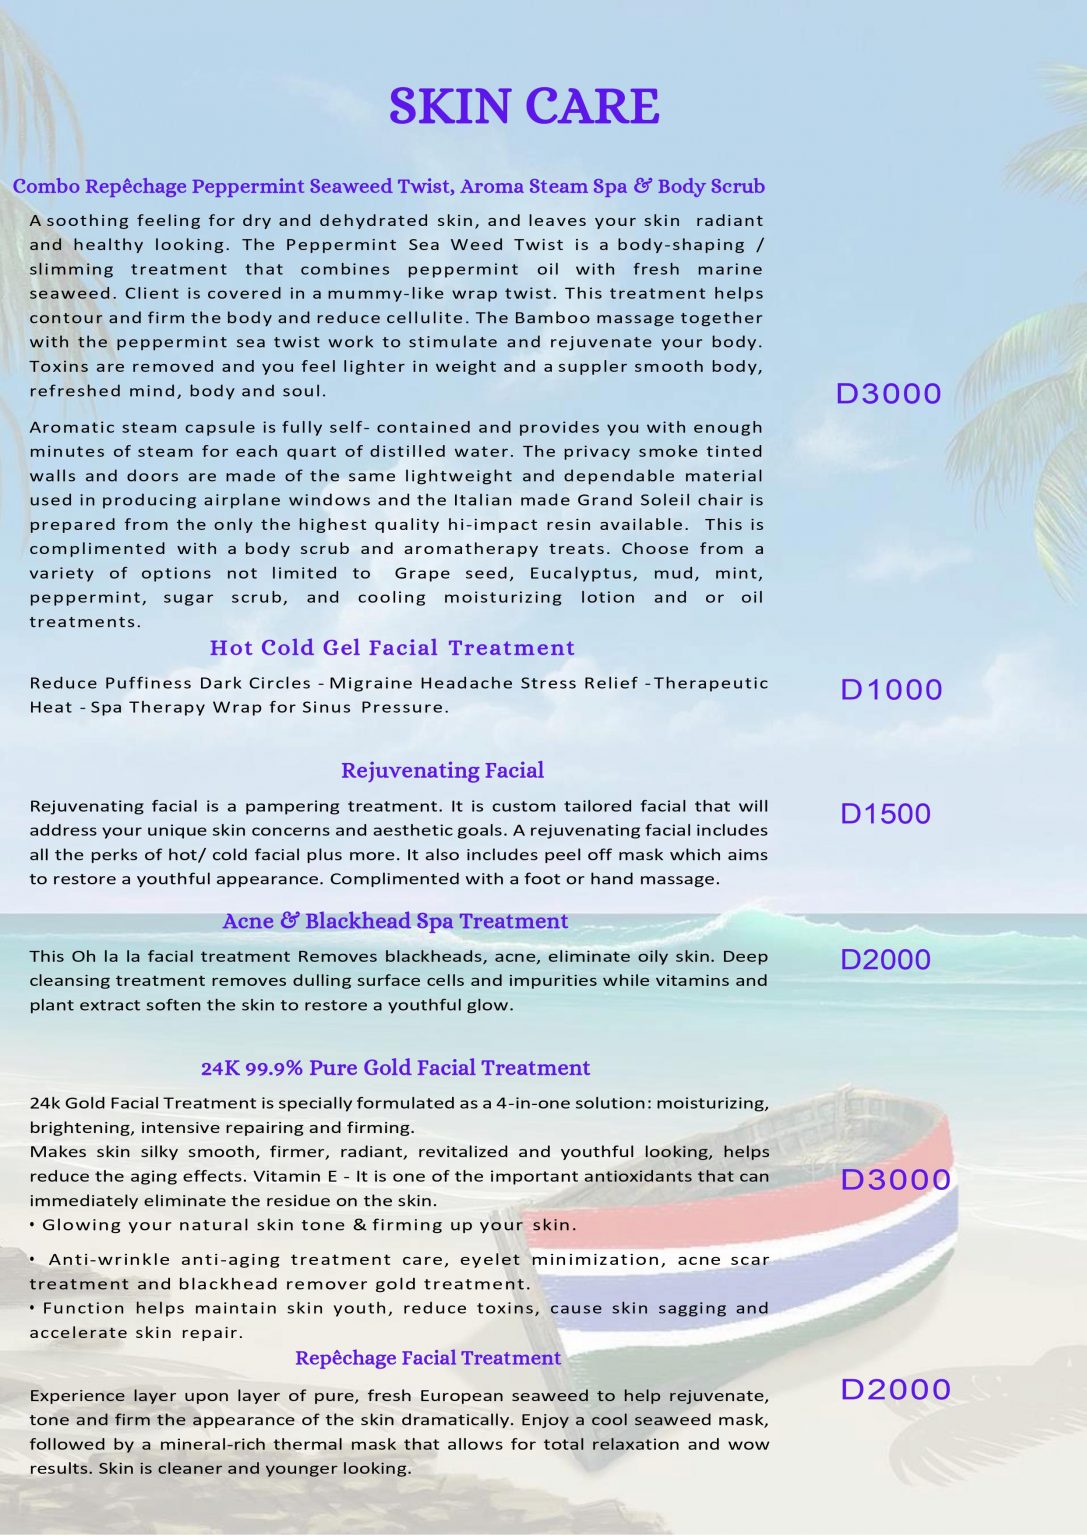 SKIN CARE
Combo Repêchage Peppermint Seaweed Twist, Aroma Steam Spa & Body Scrub
A soothing feeling for dry and dehydrated skin, and leaves your skin radiant
and healthy looking. The Peppermint Sea Weed Twist is a body-shaping /
slimming treatment that combines peppermint oil with fresh marine
seaweed. Client is covered in a mummy-like wrap twist. This treatment helps
contour and firm the body and reduce cellulite. The Bamboo massage together
with the peppermint sea twist work to stimulate and rejuvenate your body.
Toxins are removed and you feel lighter in weight and a suppler smooth body,
refreshed mind, body and soul.
D3000
Aromatic steam capsule is fully self- contained and provides you with enough
minutes of steam for each quart of distilled water. The privacy smoke tinted
walls and doors are made of the same lightweight and dependable material
used in producing airplane windows and the Italian made Grand Soleil chair is
prepared from the only the highest quality hi-impact resin available. This is
complimented with a body scrub and aromatherapy treats. Choose from a
variety of options not limited to Grape seed, Eucalyptus, mud, mint,
peppermint, sugar scrub, and cooling moisturizing lotion and or oil
treatments.
Hot Cold Gel Facial Treatment
Reduce Puffiness Dark Circles - Migraine Headache Stress Relief - Therapeutic
Heat - Spa Therapy Wrap for Sinus Pressure.
D1000
Rejuvenating Facial
Rejuvenating facial is a pampering treatment. It is custom tailored facial that will
address your unique skin concerns and aesthetic goals. A rejuvenating facial includes
all the perks of hot/ cold facial plus more. It also includes peel off mask which aims
to restore a youthful appearance. Complimented with a foot or hand massage.
D1500
Acne & Blackhead Spa Treatment
This Oh la la facial treatment Removes blackheads, acne, eliminate oily skin. Deep
cleansing treatment removes dulling surface cells and impurities while vitamins and
plant extract soften the skin to restore a youthful glow.
D2000
24K 99.9% Pure Gold Facial Treatment
24k Gold Facial Treatment is specially formulated as a 4-in-one solution: moisturizing,
brightening, intensive repairing and firming.
Makes skin silky smooth, firmer, radiant, revitalized and youthful looking, helps
reduce the aging effects. Vitamin E - It is one of the important antioxidants that can
immediately eliminate the residue on the skin.
• Glowing your natural skin tone & firming up your skin.
• Anti-wrinkle anti-aging treatment care, eyelet minimization, acne scar
treatment and blackhead remover gold treatment.
• Function helps maintain skin youth, reduce toxins, cause skin sagging and
accelerate skin repair.
D3000
Repêchage Facial Treatment
Experience layer upon layer of pure, fresh European seaweed to help rejuvenate,
tone and firm the appearance of the skin dramatically. Enjoy a cool seaweed mask,
followed by a mineral-rich thermal mask that allows for total relaxation and wow
results. Skin is cleaner and younger looking.
D2000